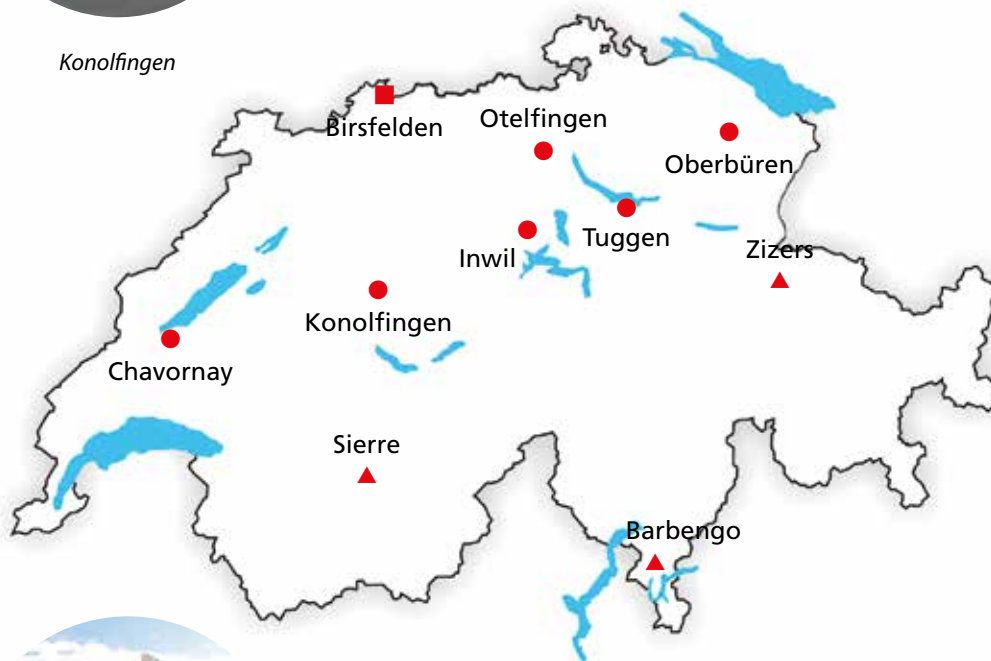 Konolfingen
Birsfelden
Otelfingen
Oberbüren
Tuggen
Inwil
Zizers
Konolfingen
Chavornay
Sierre
Barbengo